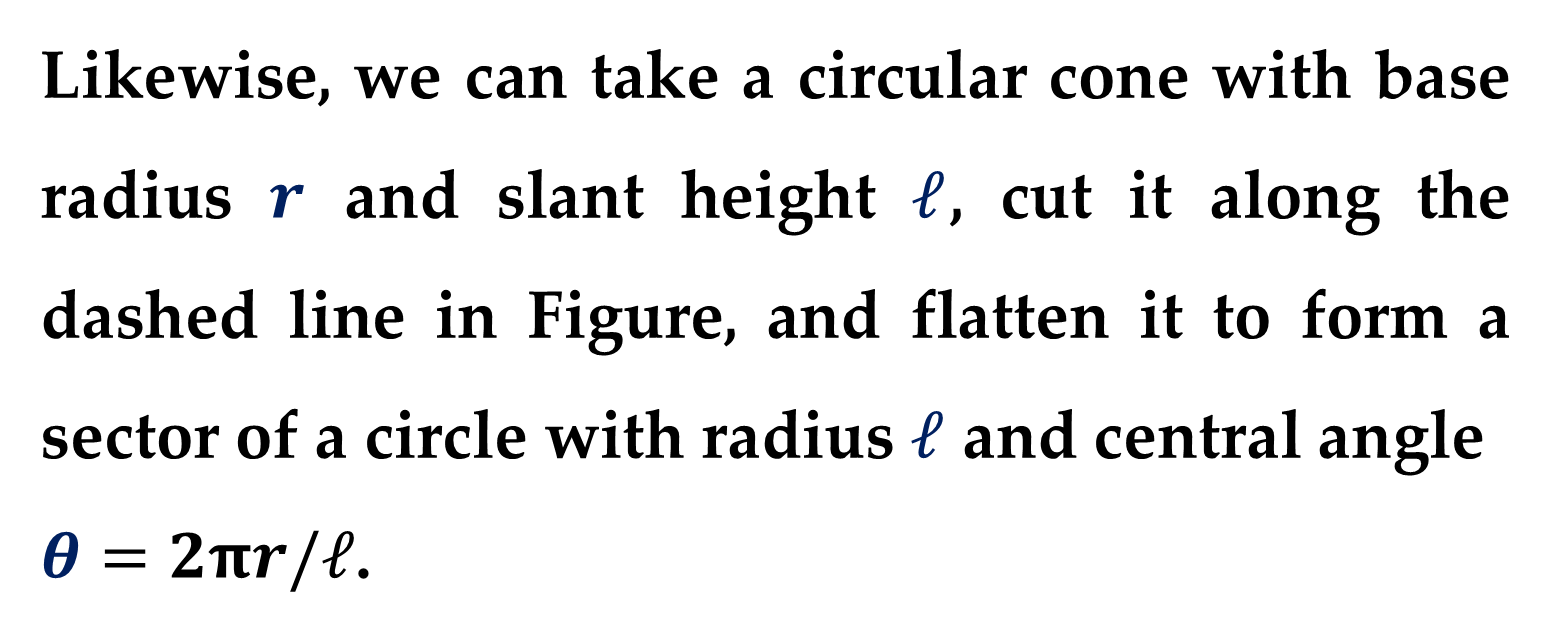 Likewise, we can take a circular cone with base
radius r and slant height ℓ, cut it along the
dashed line in Figure, and flatten it to form a
sector of a circle with radius ℓ and central angle
θ = 2πr/ℓ.